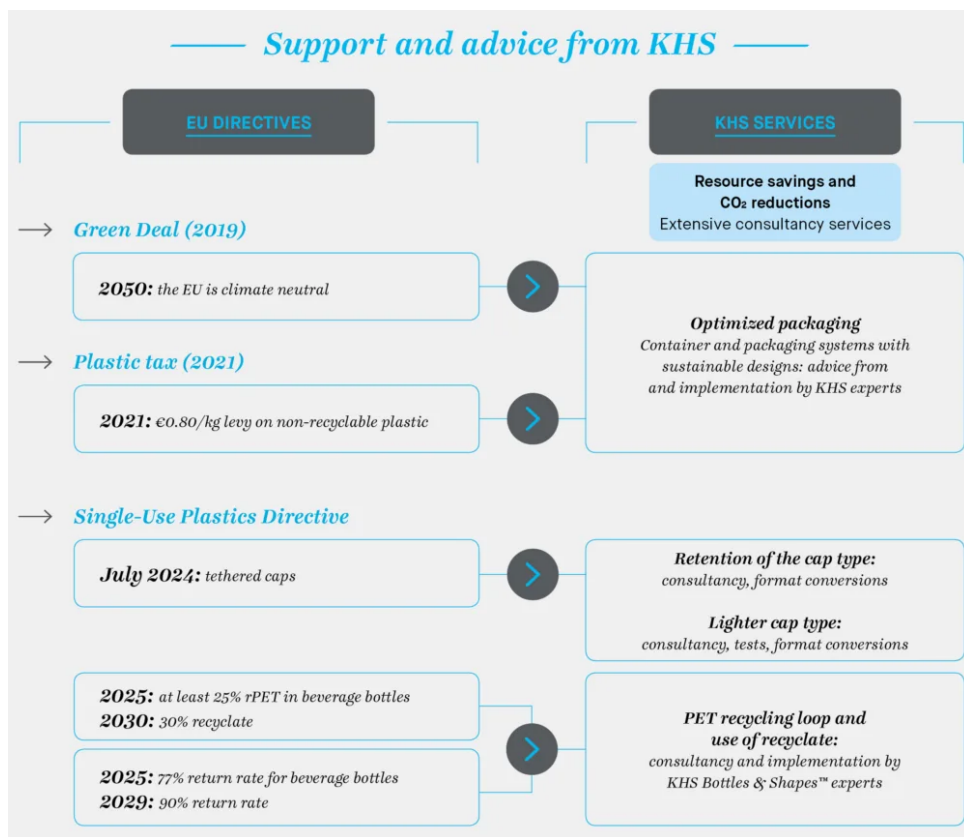 Support and advice from KHS
EU DIRECTIVES
KHS SERVICES
Resource savings and
CO₂ reductions
Extensive consultancy services
Green Deal (2019)
2050: the EU is climate neutral
Optimized packaging
Container and packaging systems with
sustainable designs: advice from
and implementation by KHS experts
Plastic tax (2021)
2021: €0.80/kg levy on non-recyclable plastic
Single-Use Plastics Directive
July 2024: tethered caps
Retention of the cap type:
consultancy, format conversions
Lighter cap type:
consultancy, tests, format conversions
2025: at least 25% rPET in beverage bottles
2030: 30% recyclate
2025: 77% return rate for beverage bottles
2029: 90% return rate
PET recycling loop and
use of recyclate:
consultancy and implementation by
KHS Bottles & Shapes™ experts